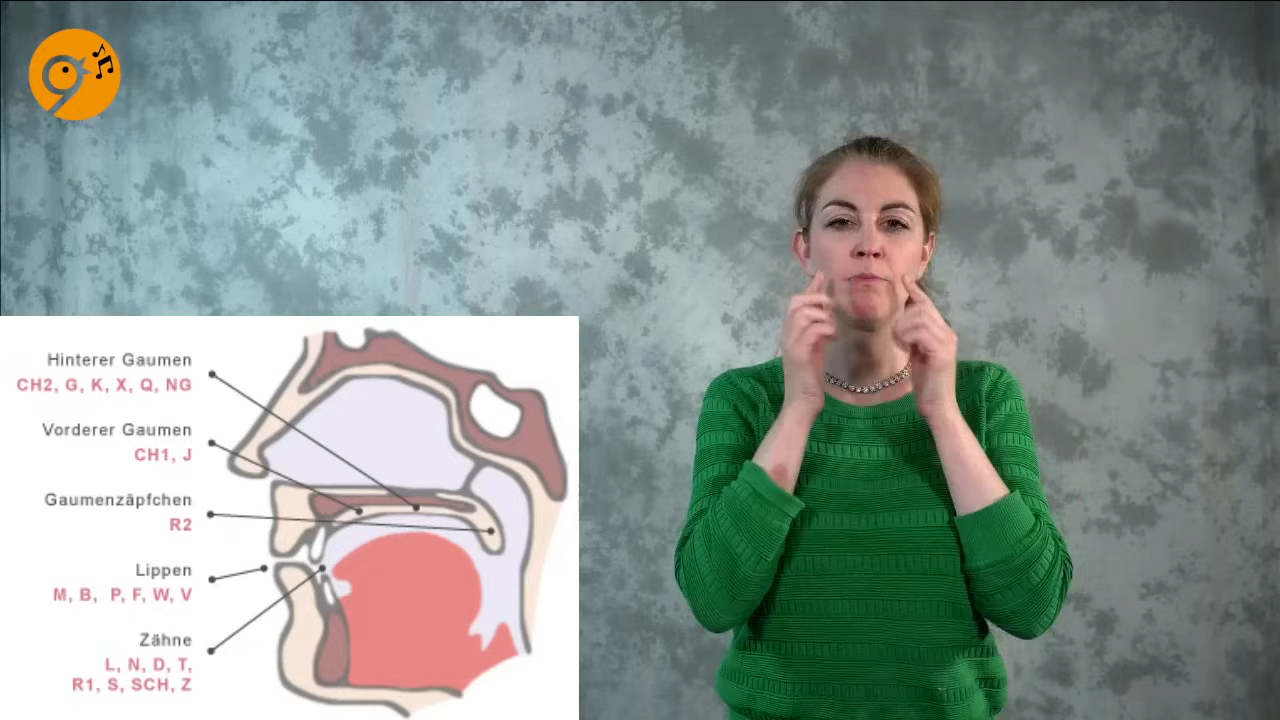 Hinterer Gaumen
CH2, G, K, X, Q, NG
Vorderer Gaumen
CH1, J
Gaumenzäpfchen
R2
Lippen
M, B, P, F, W, V
Zähne
L, N, D, T,
R1, S, SCH, Z